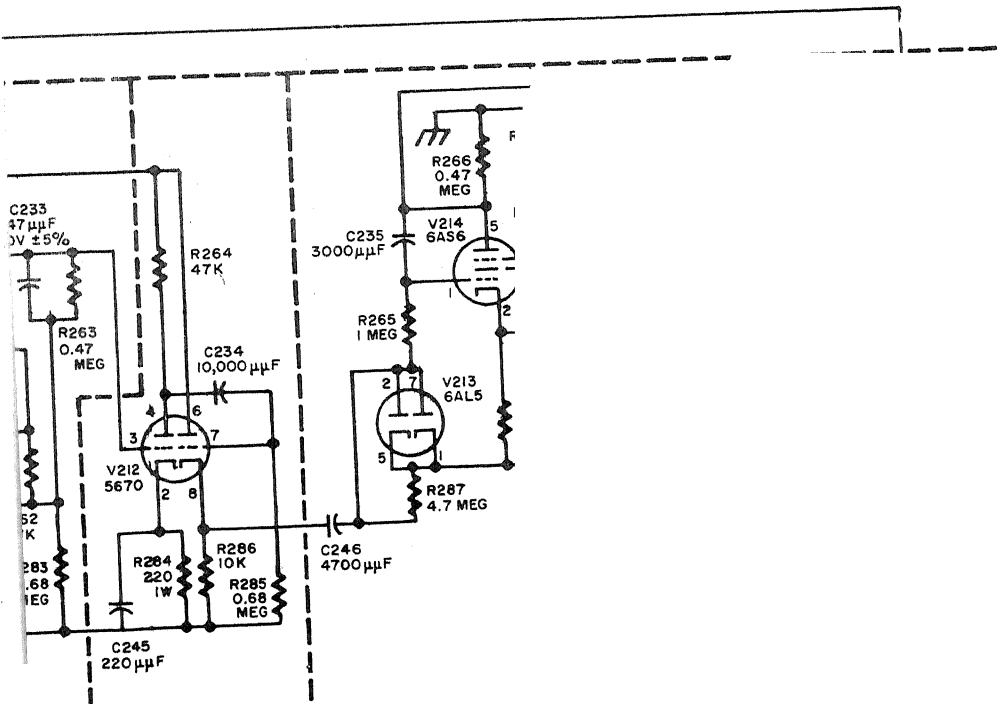 R266
0.47
MEG
5
V214
6AS6
1
2
C235
3000μμF
C233
47μμF
0V ±5%
R264
47K
R263
0.47
MEG
R265
1 MEG
C234
10,000μμF
2
7
V213
6AL5
5
1
4
6
3
7
V212
5670
2
8
R287
4.7 MEG
C246
4700μμF
R284
220
1W
R286
10K
R285
0.68
MEG
283
.68
MEG
C245
220μμF